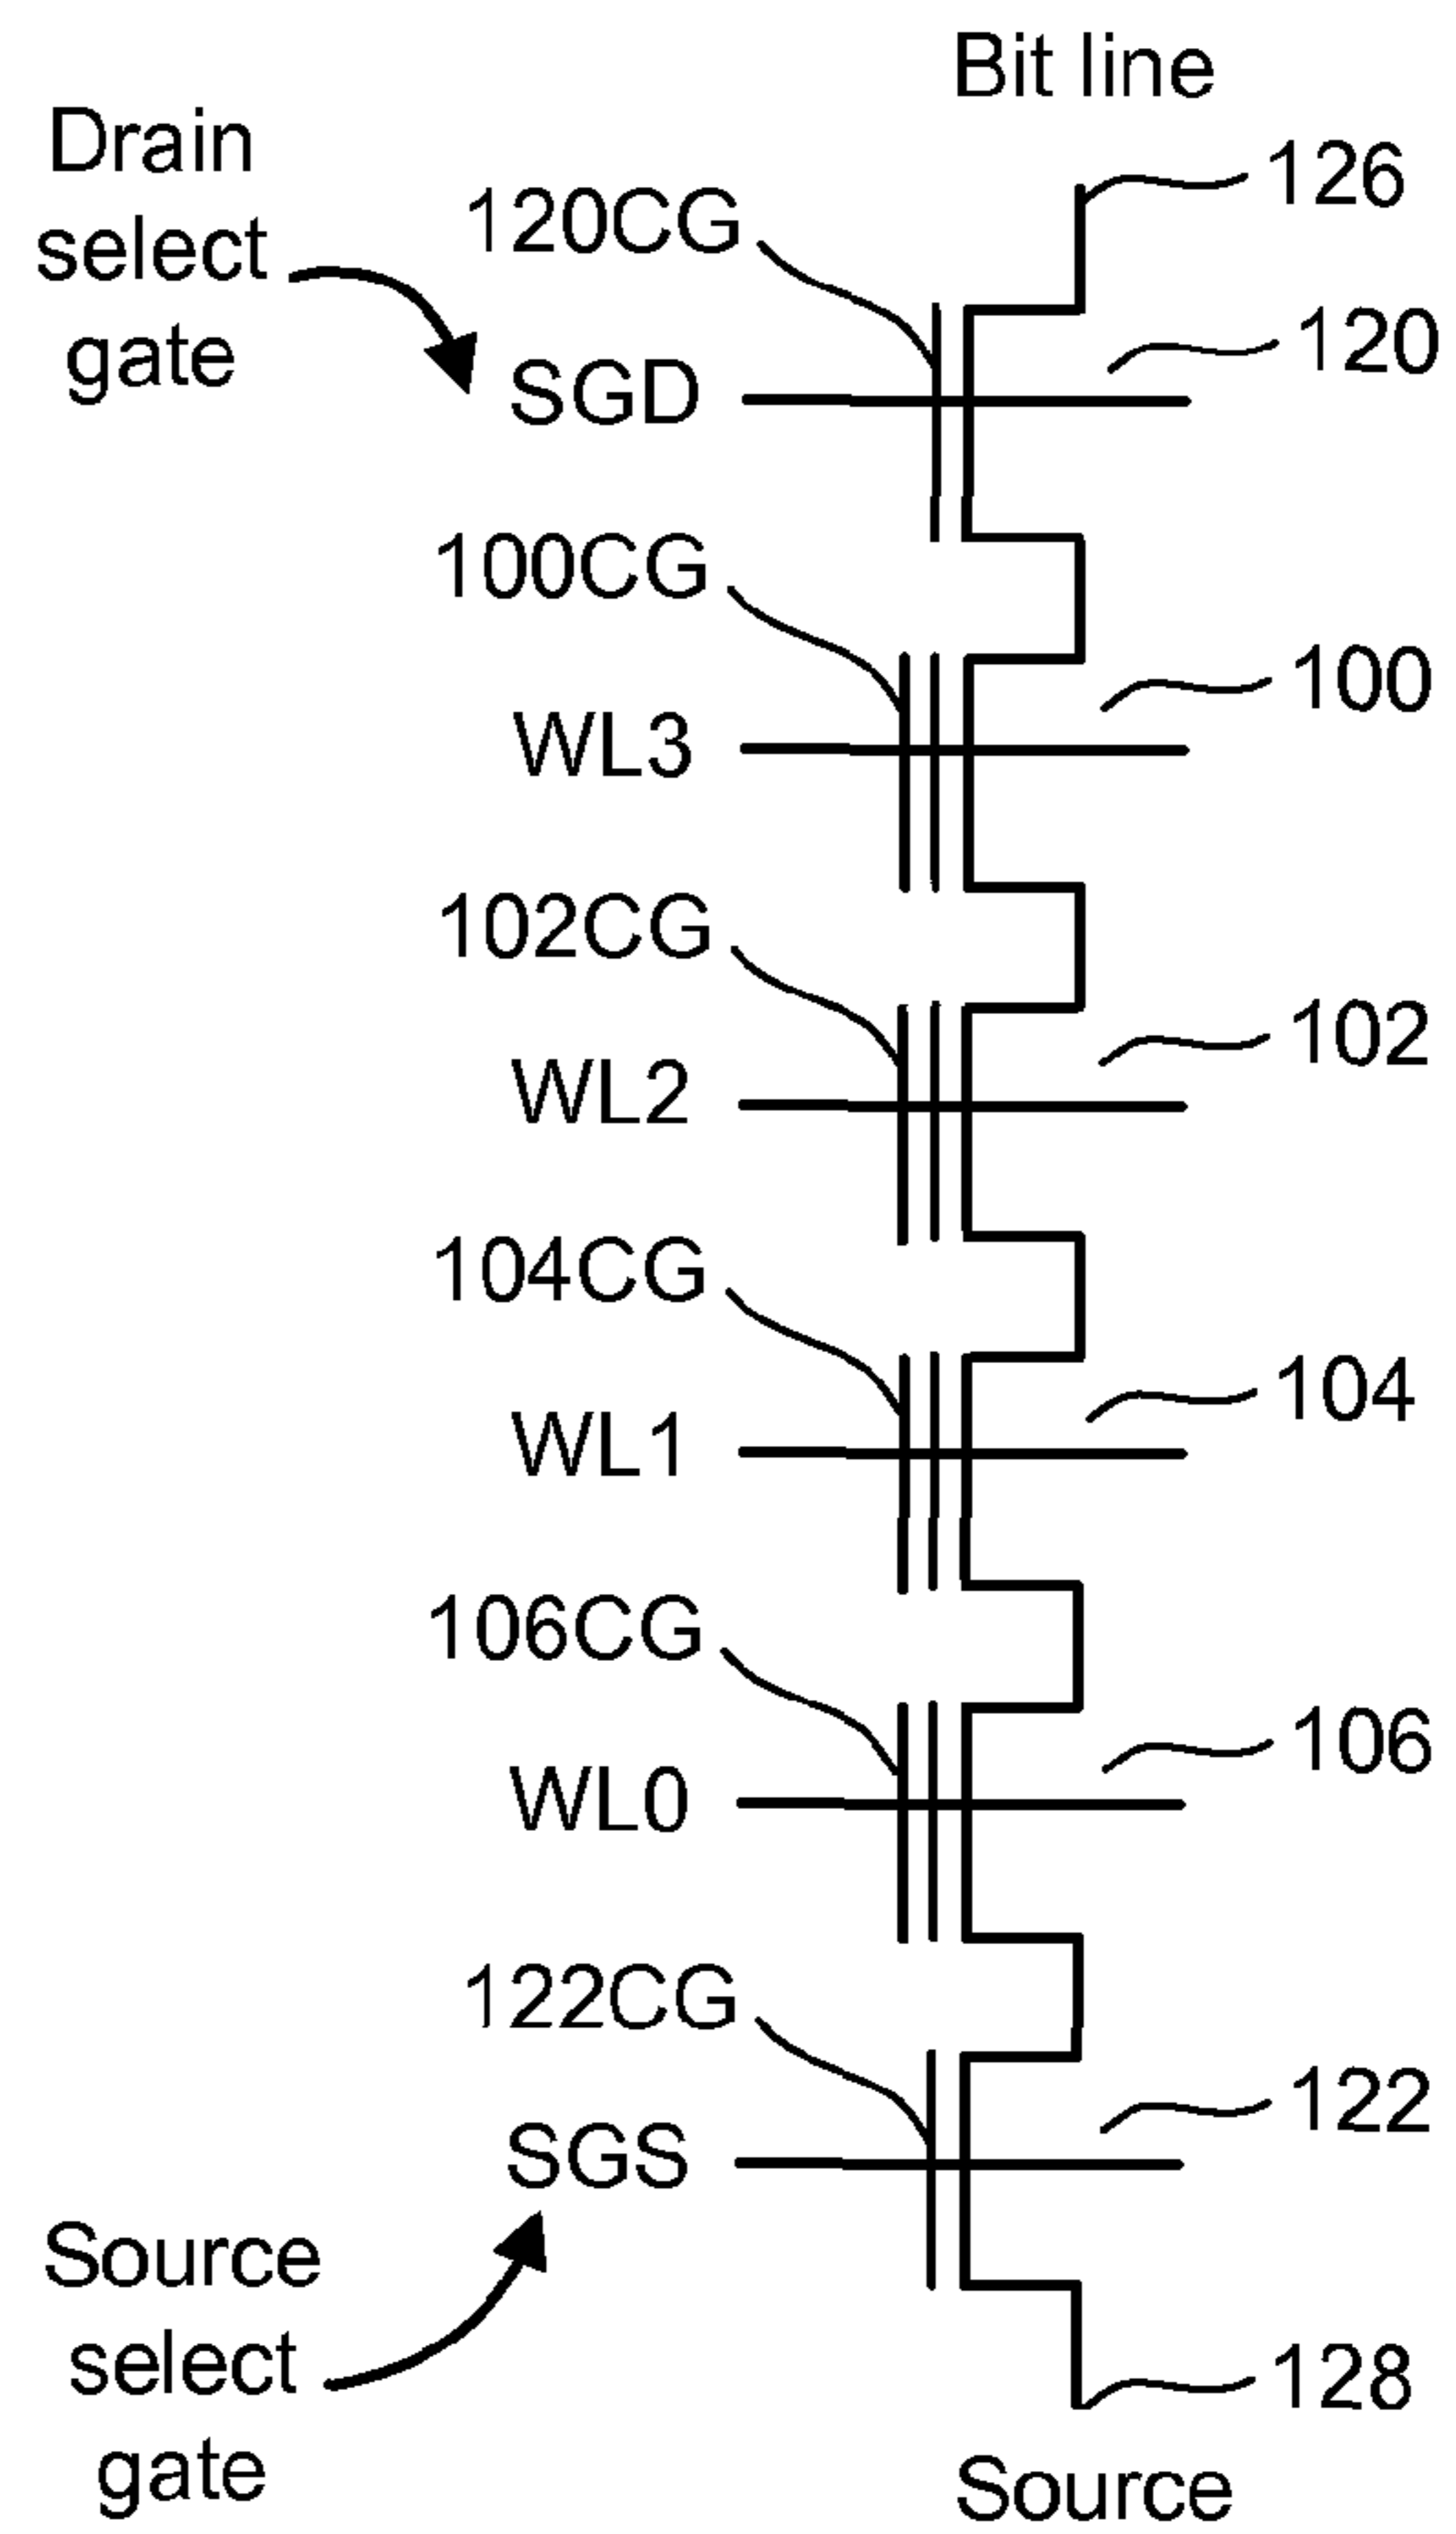 Bit line
126
Drain
select
gate
120CG
120
SGD
100CG
100
WL3
102CG
102
WL2
104CG
104
WL1
106CG
106
WL0
122CG
122
SGS
Source
select
gate
128
Source